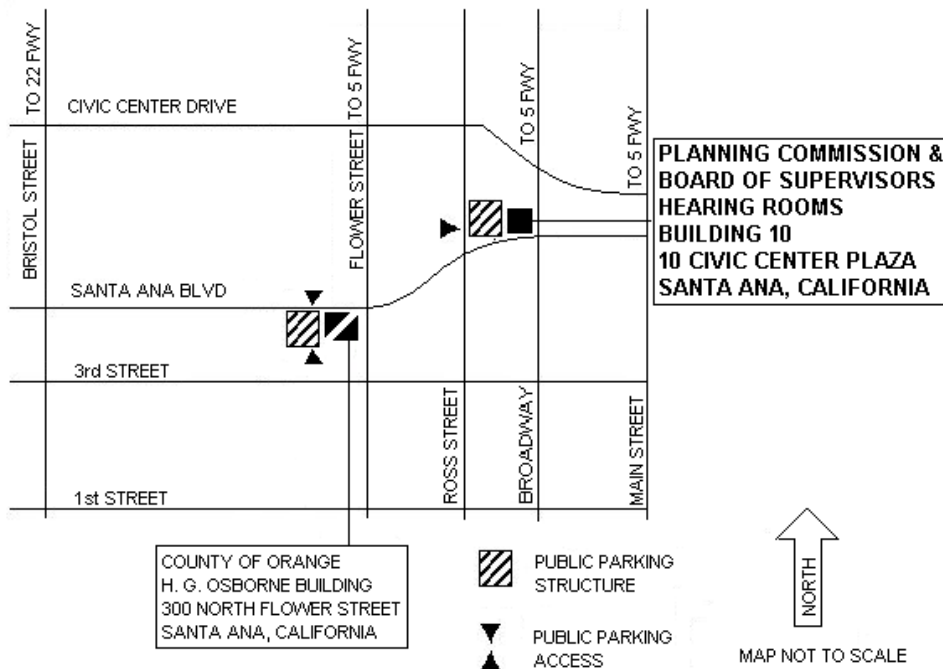 TO 22 FWY
TO 5 FWY
TO 5 FWY
TO 5 FWY
CIVIC CENTER DRIVE
BRISTOL STREET
FLOWER STREET
PLANNING COMMISSION &
BOARD OF SUPERVISORS
HEARING ROOMS
BUILDING 10
10 CIVIC CENTER PLAZA
SANTA ANA, CALIFORNIA
SANTA ANA BLVD
3rd STREET
ROSS STREET
BROADWAY
MAIN STREET
1st STREET
COUNTY OF ORANGE
H. G. OSBORNE BUILDING
300 NORTH FLOWER STREET
SANTA ANA, CALIFORNIA
PUBLIC PARKING
STRUCTURE
PUBLIC PARKING
ACCESS
NORTH
MAP NOT TO SCALE